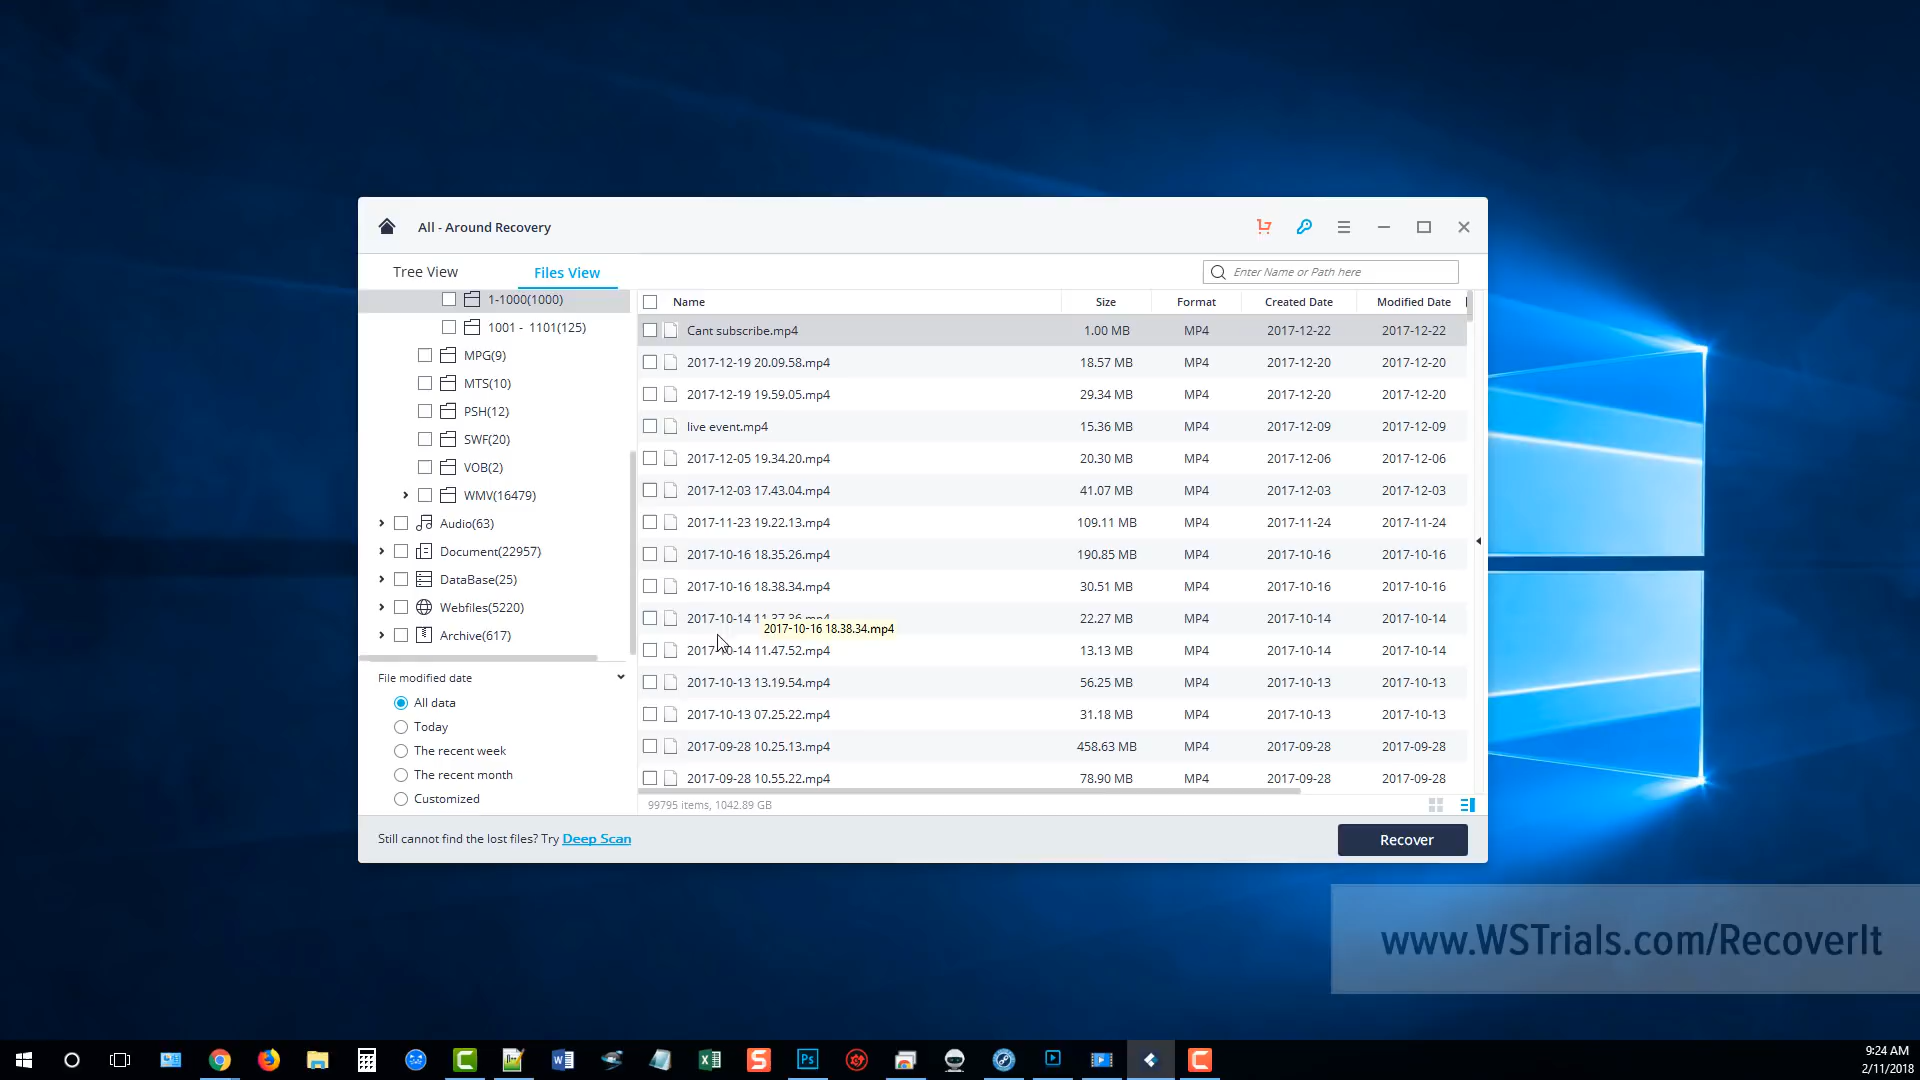 All - Around Recovery
Tree View
Files View
Enter Name or Path here
1-1000(1000)
1001 - 1101(125)
MPG(9)
MTS(10)
PSH(12)
SWF(20)
VOB(2)
WMV(16479)
Audio(63)
Document(22957)
DataBase(25)
Webfiles(5220)
Archive(617)
File modified date
All data
Today
The recent week
The recent month
Customized
Name Size Format Created Date Modified Date
Cant subscribe.mp4 1.00 MB MP4 2017-12-22 2017-12-22
2017-12-19 20.09.58.mp4 18.57 MB MP4 2017-12-20 2017-12-20
2017-12-19 19.59.05.mp4 29.34 MB MP4 2017-12-20 2017-12-20
live event.mp4 15.36 MB MP4 2017-12-09 2017-12-09
2017-12-05 19.34.20.mp4 20.30 MB MP4 2017-12-06 2017-12-06
2017-12-03 17.43.04.mp4 41.07 MB MP4 2017-12-03 2017-12-03
2017-11-23 19.22.13.mp4 109.11 MB MP4 2017-11-24 2017-11-24
2017-10-16 18.35.26.mp4 190.85 MB MP4 2017-10-16 2017-10-16
2017-10-16 18.38.34.mp4 30.51 MB MP4 2017-10-16 2017-10-16
2017-10-14 11.37.36.mp4 22.27 MB MP4 2017-10-14 2017-10-14
2017-10-16 18.38.34.mp4
2017-10-14 11.47.52.mp4 13.13 MB MP4 2017-10-14 2017-10-14
2017-10-13 13.19.54.mp4 56.25 MB MP4 2017-10-13 2017-10-13
2017-10-13 07.25.22.mp4 31.18 MB MP4 2017-10-13 2017-10-13
2017-09-28 10.25.13.mp4 458.63 MB MP4 2017-09-28 2017-09-28
2017-09-28 10.55.22.mp4 78.90 MB MP4 2017-09-28 2017-09-28
99795 items, 1042.89 GB
Still cannot find the lost files? Try Deep Scan
Recover
www.WSTrials.com/RecoverIt
Ps
9:24 AM
2/11/2018